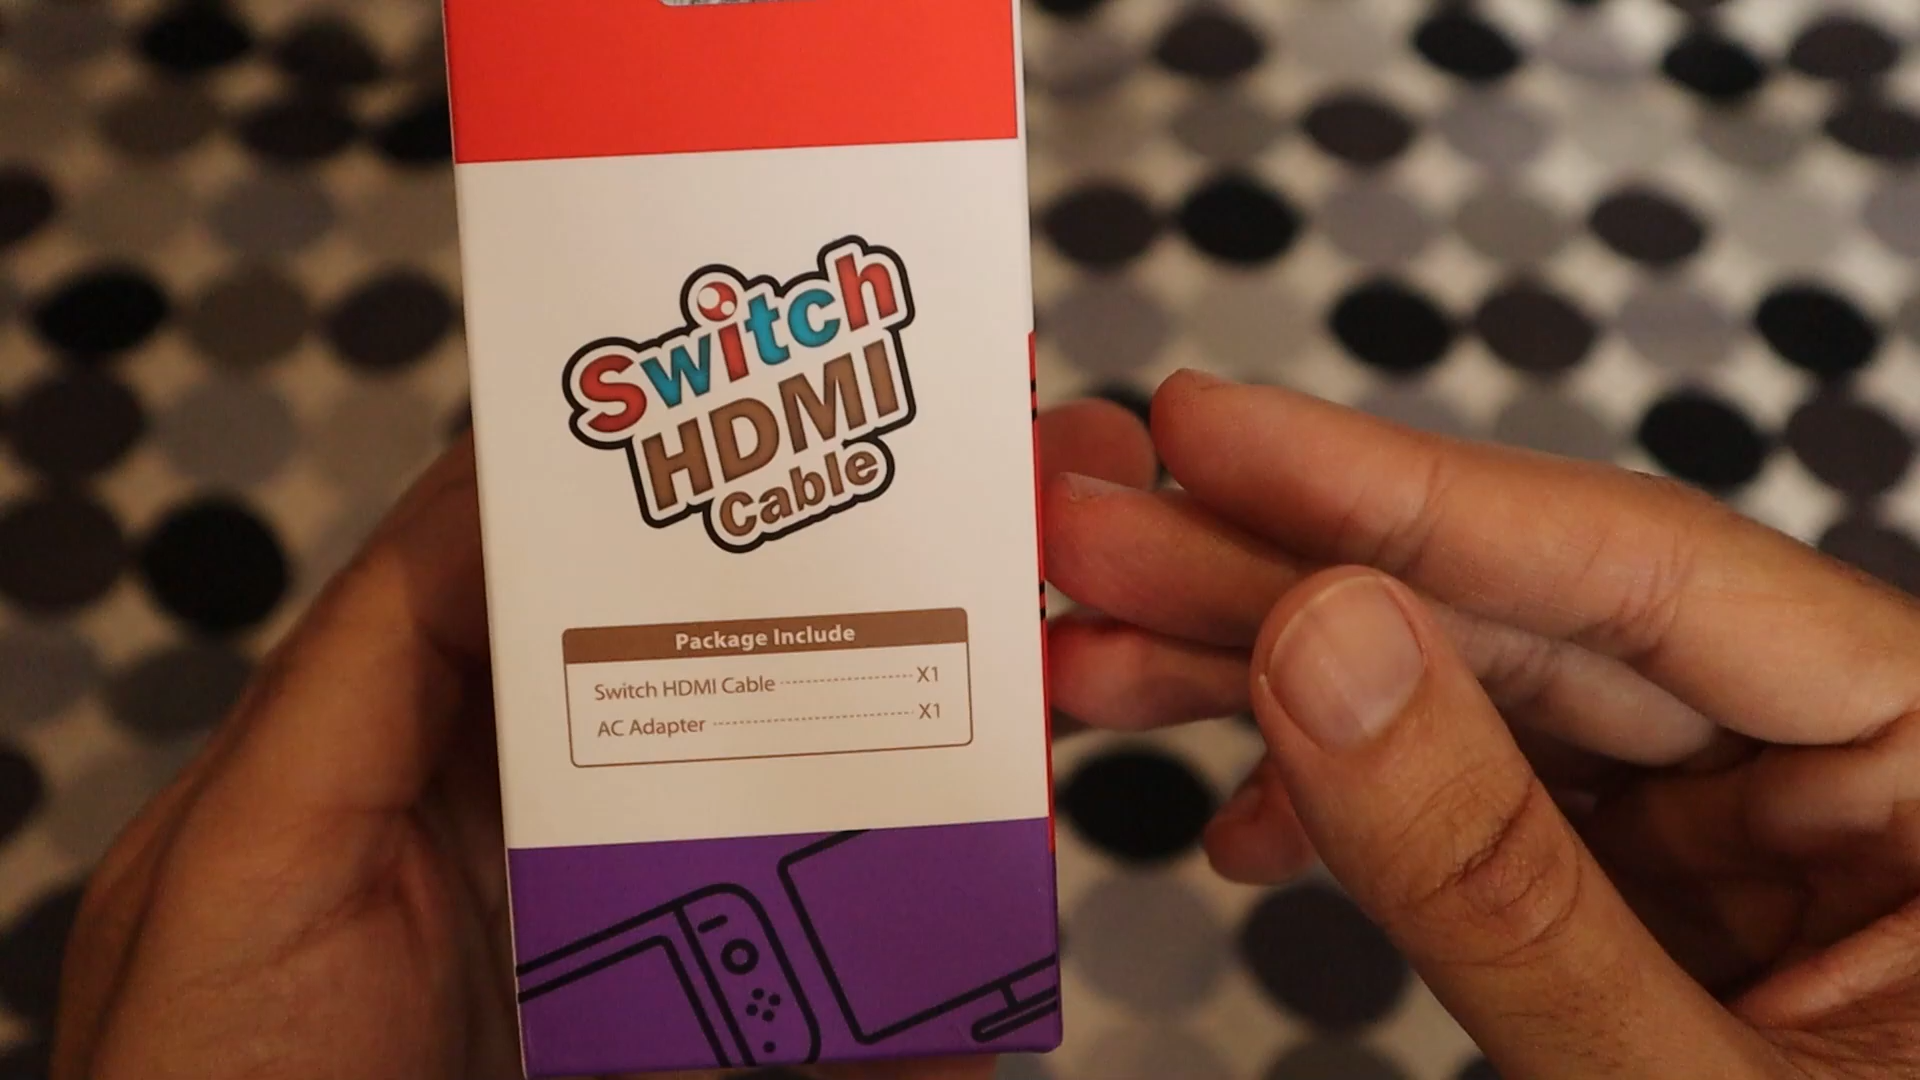 Switch
HDMI
Cable
Package Include
Switch HDMI Cable ---------------------- X1
AC Adapter -------------------------------- X1